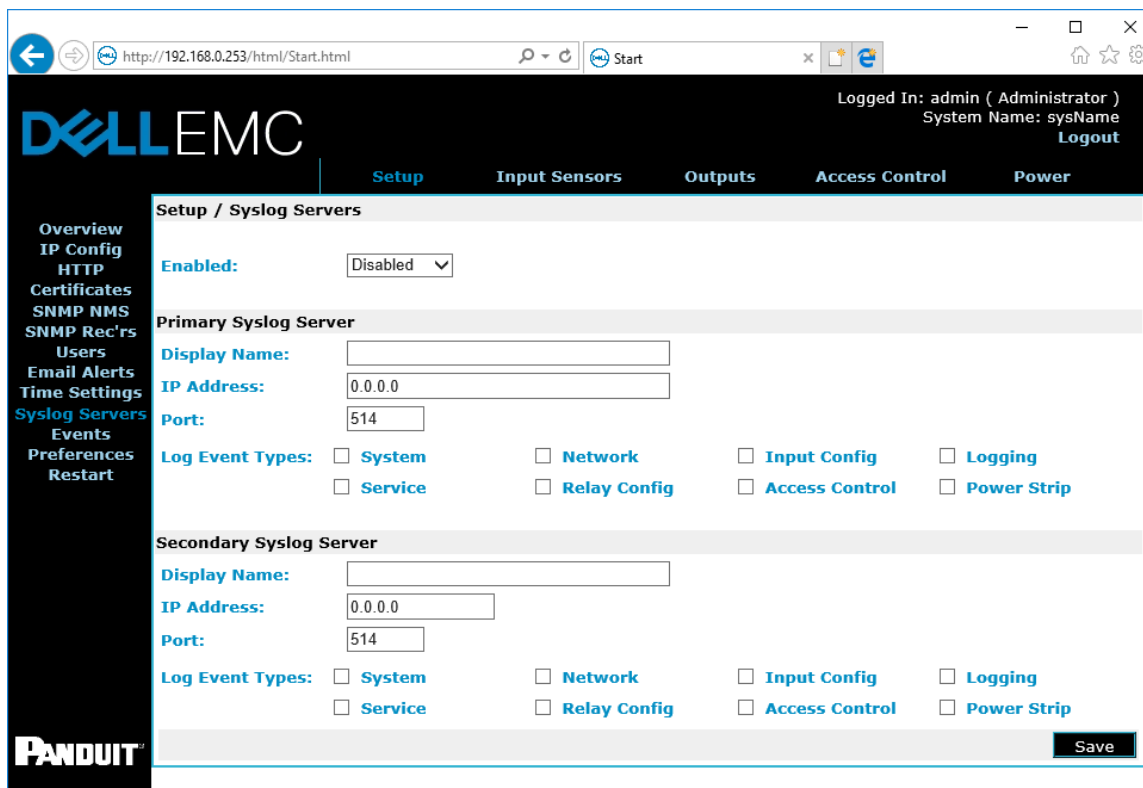 http://192.168.0.253/html/Start.html
Start
Logged In: admin ( Administrator )
System Name: sysName
Logout
DELLEMC
Setup Input Sensors Outputs Access Control Power
Overview
IP Config
HTTP
Certificates
SNMP NMS
SNMP Rec'rs
Users
Email Alerts
Time Settings
Syslog Servers
Events
Preferences
Restart
PANDUIT
Setup / Syslog Servers
Enabled: Disabled
Primary Syslog Server
Display Name:
IP Address: 0.0.0.0
Port: 514
Log Event Types: System Network Input Config Logging
Service Relay Config Access Control Power Strip
Secondary Syslog Server
Display Name:
IP Address: 0.0.0.0
Port: 514
Log Event Types: System Network Input Config Logging
Service Relay Config Access Control Power Strip
Save